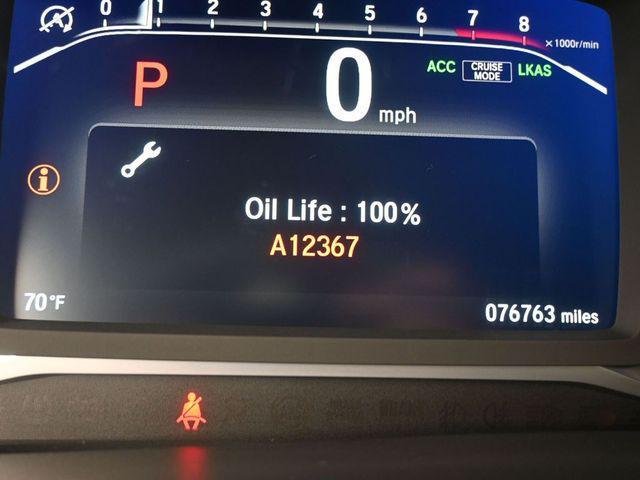 0 1 2 3 4 5 6 7 8
x1000r/min
P 0 mph
ACC CRUISE MODE LKAS
i
Oil Life : 100%
A12367
70°F
076763 miles